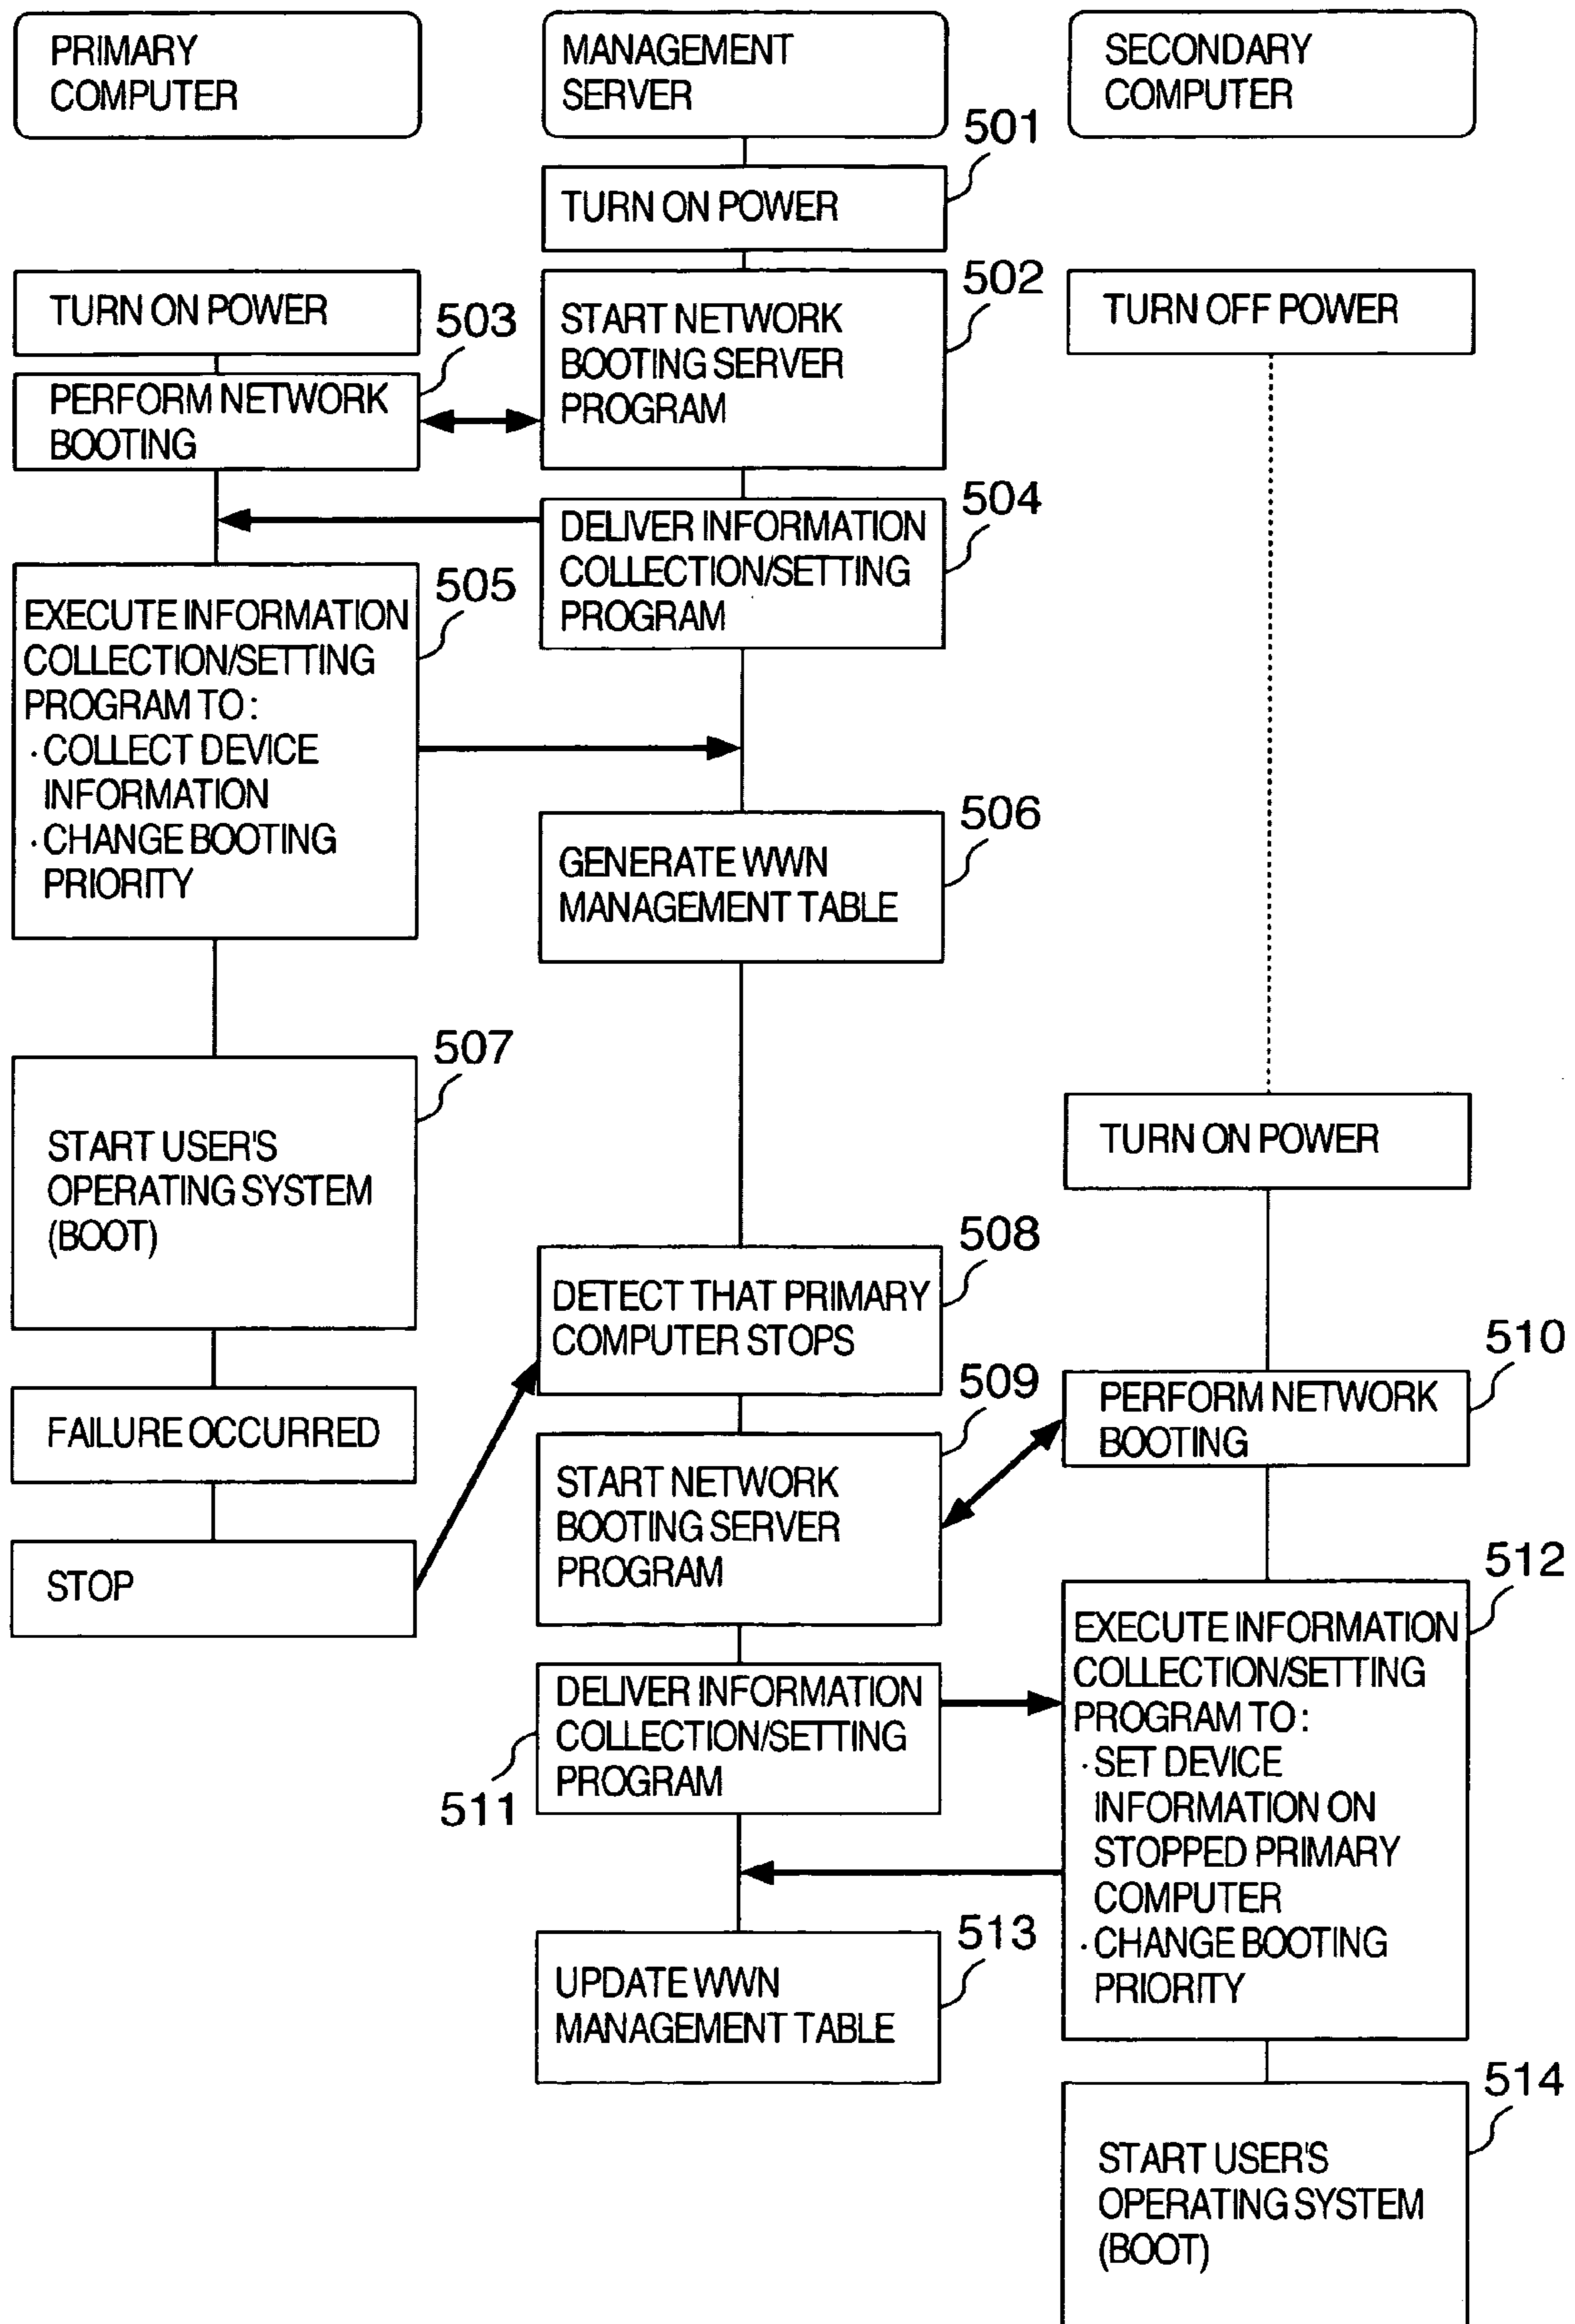 PRIMARY
COMPUTER
MANAGEMENT
SERVER
SECONDARY
COMPUTER
501
TURN ON POWER
502
TURN ON POWER
503
START NETWORK
BOOTING SERVER
PROGRAM
TURN OFF POWER
PERFORM NETWORK
BOOTING
504
DELIVER INFORMATION
COLLECTION/SETTING
PROGRAM
505
EXECUTE INFORMATION
COLLECTION/SETTING
PROGRAM TO:
· COLLECT DEVICE
INFORMATION
· CHANGE BOOTING
PRIORITY
506
GENERATE WWN
MANAGEMENT TABLE
507
START USER'S
OPERATING SYSTEM
(BOOT)
TURN ON POWER
508
DETECT THAT PRIMARY
COMPUTER STOPS
FAILURE OCCURRED
509
START NETWORK
BOOTING SERVER
PROGRAM
510
PERFORM NETWORK
BOOTING
STOP
511
DELIVER INFORMATION
COLLECTION/SETTING
PROGRAM
512
EXECUTE INFORMATION
COLLECTION/SETTING
PROGRAM TO:
· SET DEVICE
INFORMATION ON
STOPPED PRIMARY
COMPUTER
· CHANGE BOOTING
PRIORITY
513
UPDATE WWN
MANAGEMENT TABLE
514
START USER'S
OPERATING SYSTEM
(BOOT)